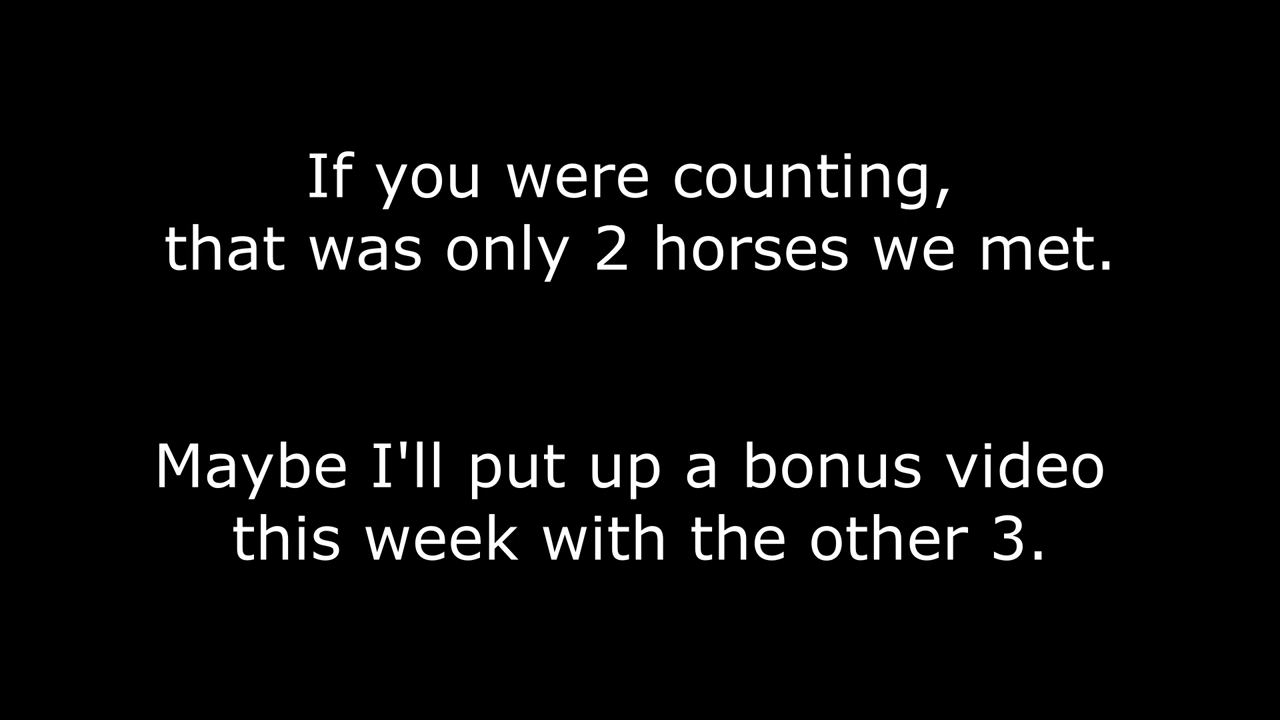 If you were counting,
that was only 2 horses we met.
Maybe I'll put up a bonus video
this week with the other 3.